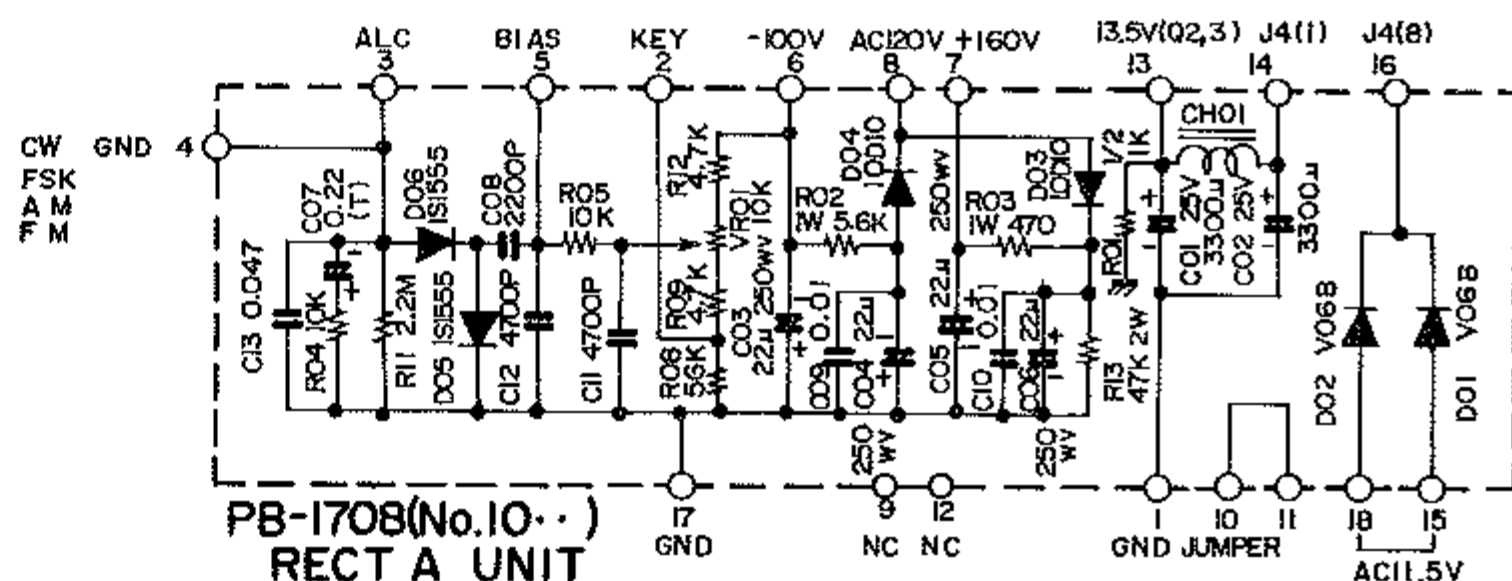 ALC BIAS KEY -100V AC120V +160V 13.5V(Q2,3) J4(1) J4(8)
3 5 2 6 8 7 13 14 16
CW GND 4
FSK
AM
FM
C13 0.047
C07
0.22
(T)
R04 10K
R11 2.2M
D06
1S1555
D05 1S1555
C08
2200P
C12 4700P
R05
10K
C11 4700P
R12
4.7K
VR01
10K
R09
4.7K
R08
56K
C03
22μ 250WV
R02
1W 5.6K
D04
10D10
C09 0.01
C04 22μ
250
WV
250WV
C05 22μ
R03
1W 470
C10 0.01
C06 22μ
250
WV
D03
10D10
R13
47K 2W
1/2
1K
R01
CH01
C01 25V
3300μ
C02 25V
3300μ
D02 V06B
D01 V06B
17 9 12 1 10 11 18 15
GND NC NC GND JUMPER
AC11.5V
PB-1708(No.10··)
RECT A UNIT